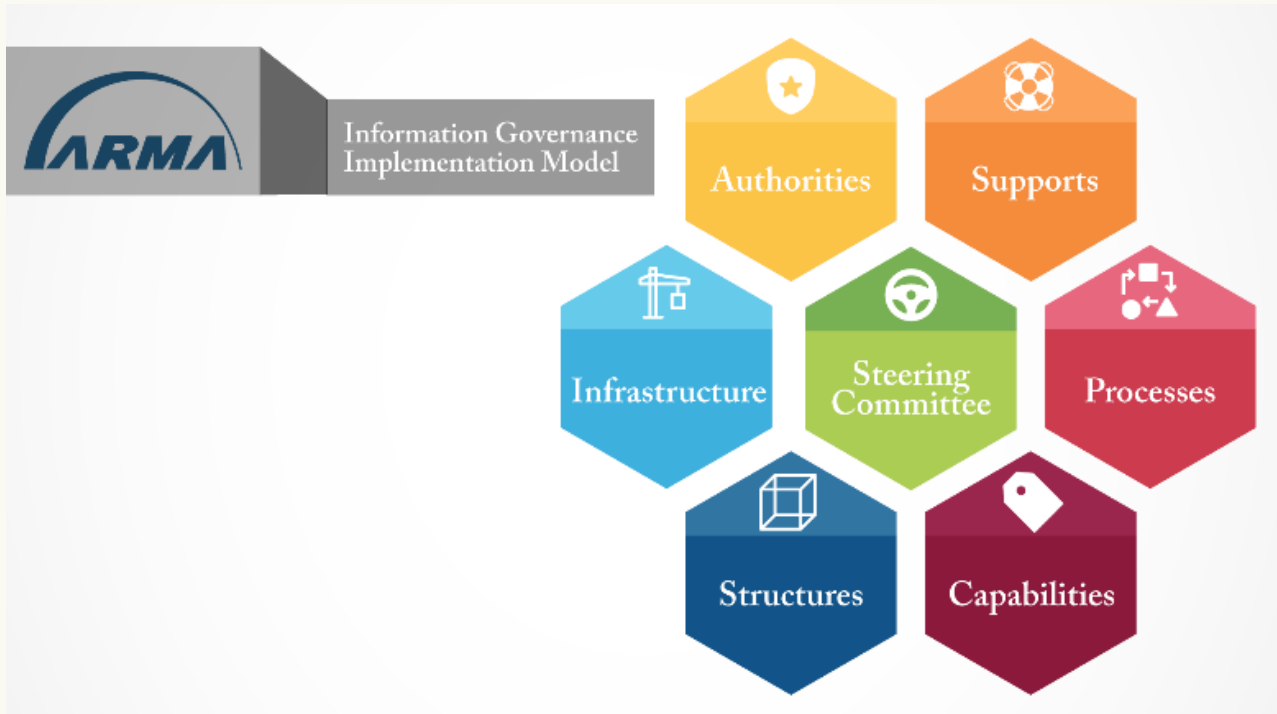 ARMA
Information Governance
Implementation Model
Authorities
Supports
Infrastructure
Steering
Committee
Processes
Structures
Capabilities